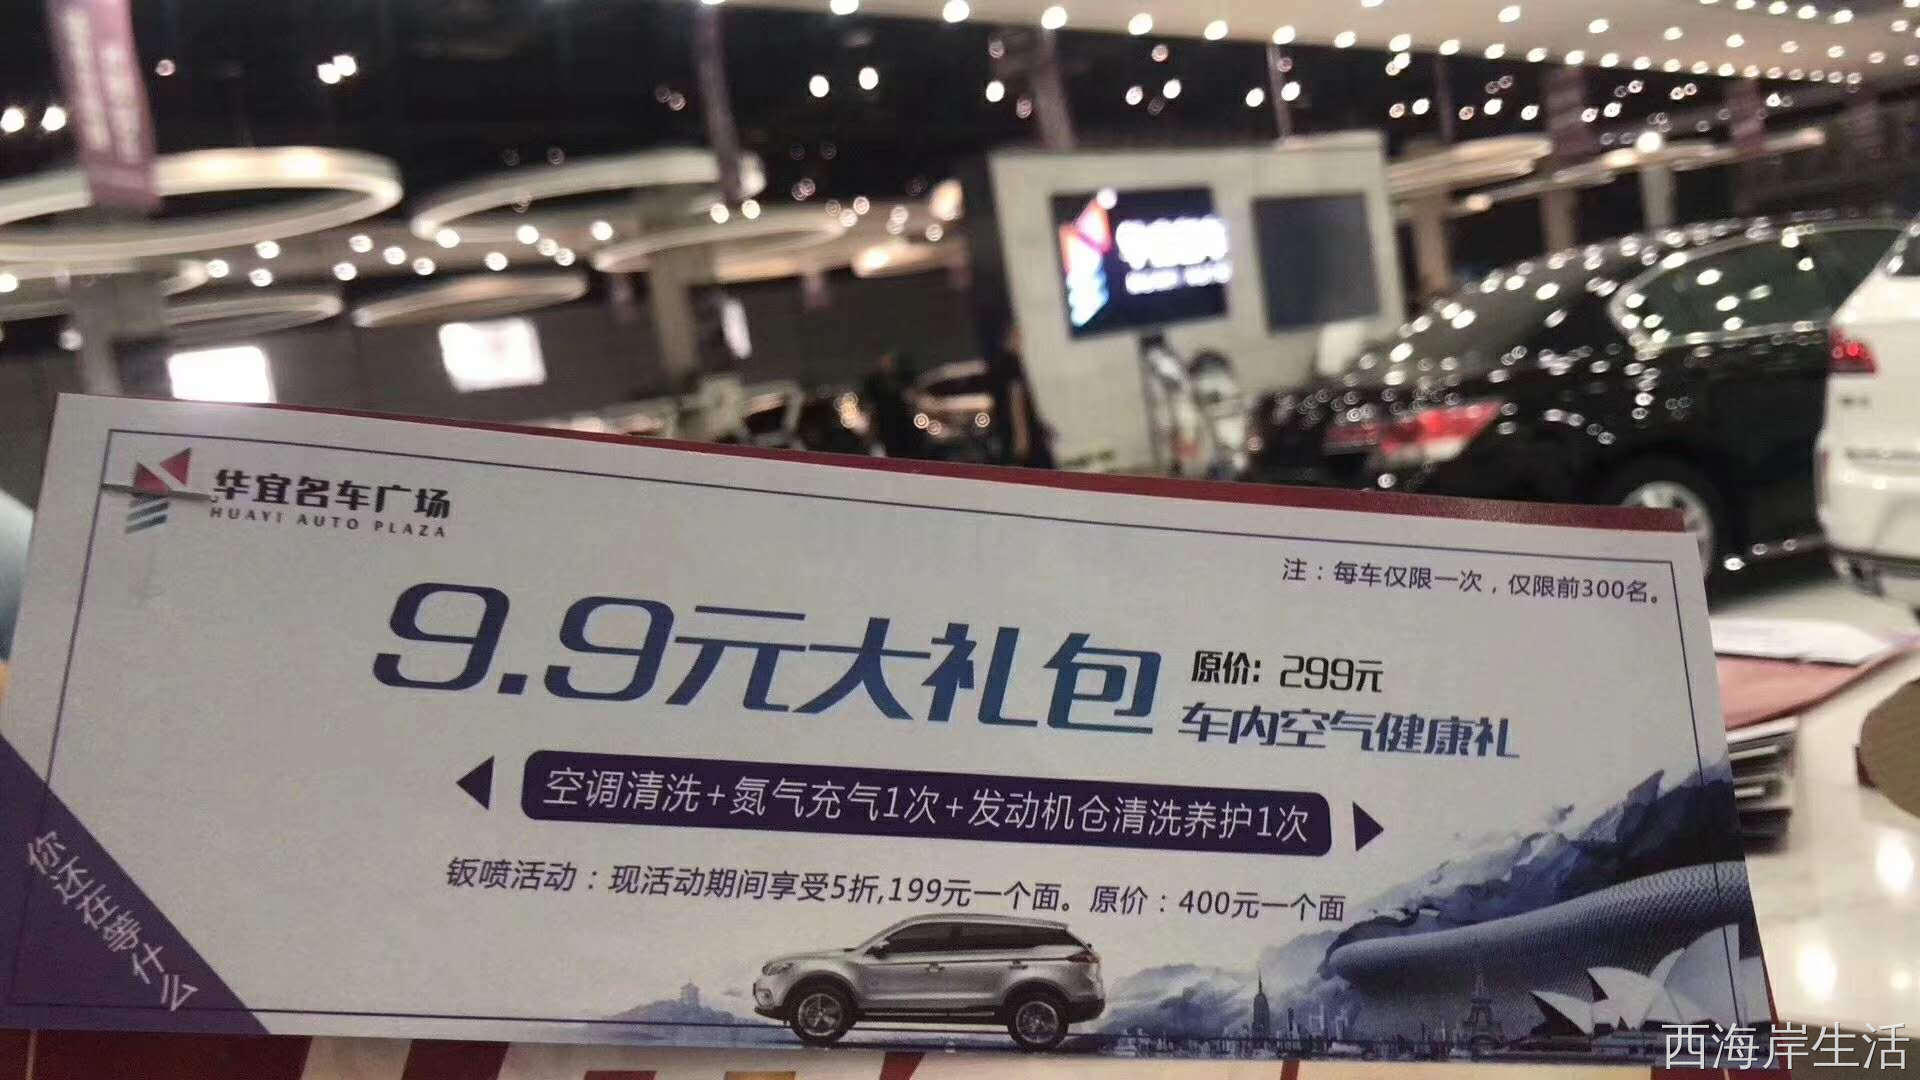 华宜名车广场
HUAYI AUTO PLAZA
注：每车仅限一次，仅限前300名。
9.9元大礼包
原价：299元
车内空气健康礼
空调清洗+氮气充气1次+发动机仓清洗养护1次
钣喷活动：现活动期间享受5折,199元一个面。原价：400元一个面
你还在等什么
西海岸生活